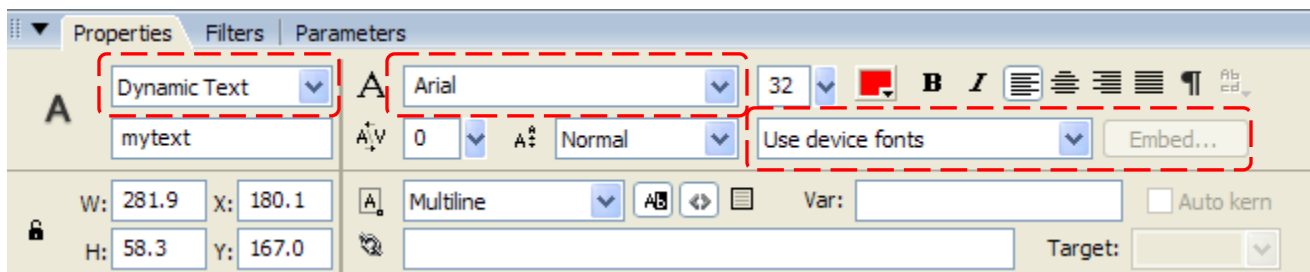 Properties Filters Parameters
Dynamic Text A Arial 32 B I ¶
A
mytext A V 0 A Normal Use device fonts Embed...
W: 281.9 X: 180.1 A Multiline AB <> Var: Auto kern
H: 58.3 Y: 167.0 Target: